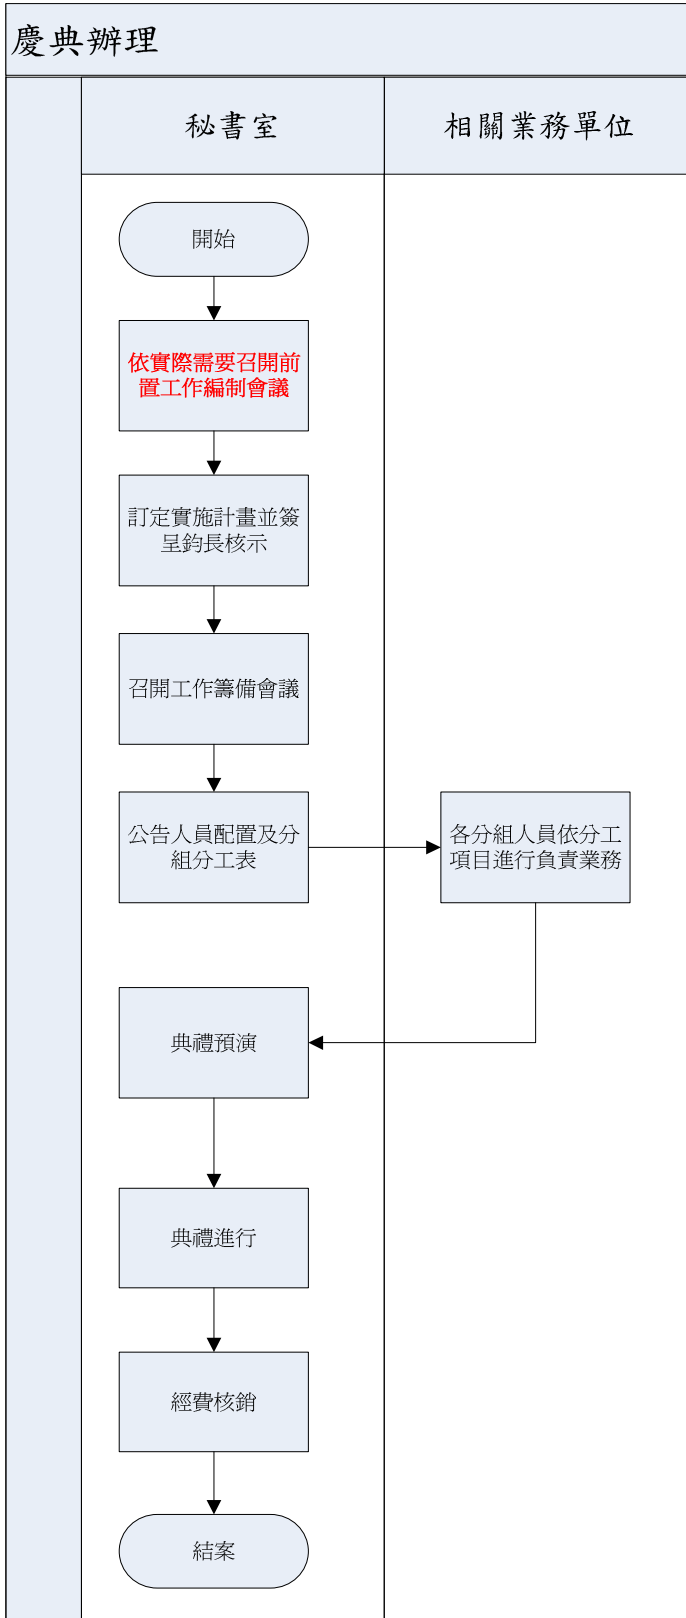 慶典辦理
秘書室
相關業務單位
開始
依實際需要召開前
置工作編制會議
訂定實施計畫並簽
呈鈞長核示
召開工作籌備會議
公告人員配置及分
組分工表
各分組人員依分工
項目進行負責業務
典禮預演
典禮進行
經費核銷
結案